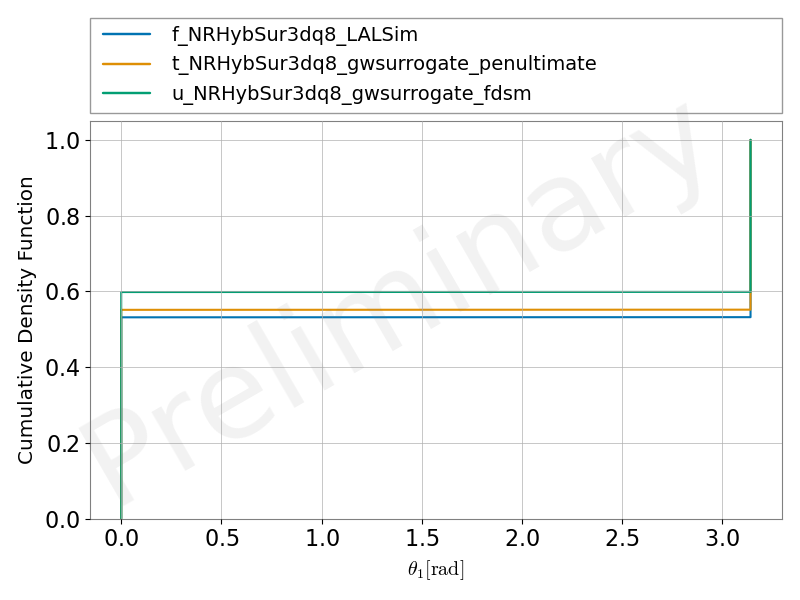 f_NRHybSur3dq8_LALSim
t_NRHybSur3dq8_gwsurrogate_penultimate
u_NRHybSur3dq8_gwsurrogate_fdsm
Preliminary
Cumulative Density Function
1.0
0.8
0.6
0.4
0.2
0.0
0.0 0.5 1.0 1.5 2.0 2.5 3.0
θ₁[rad]